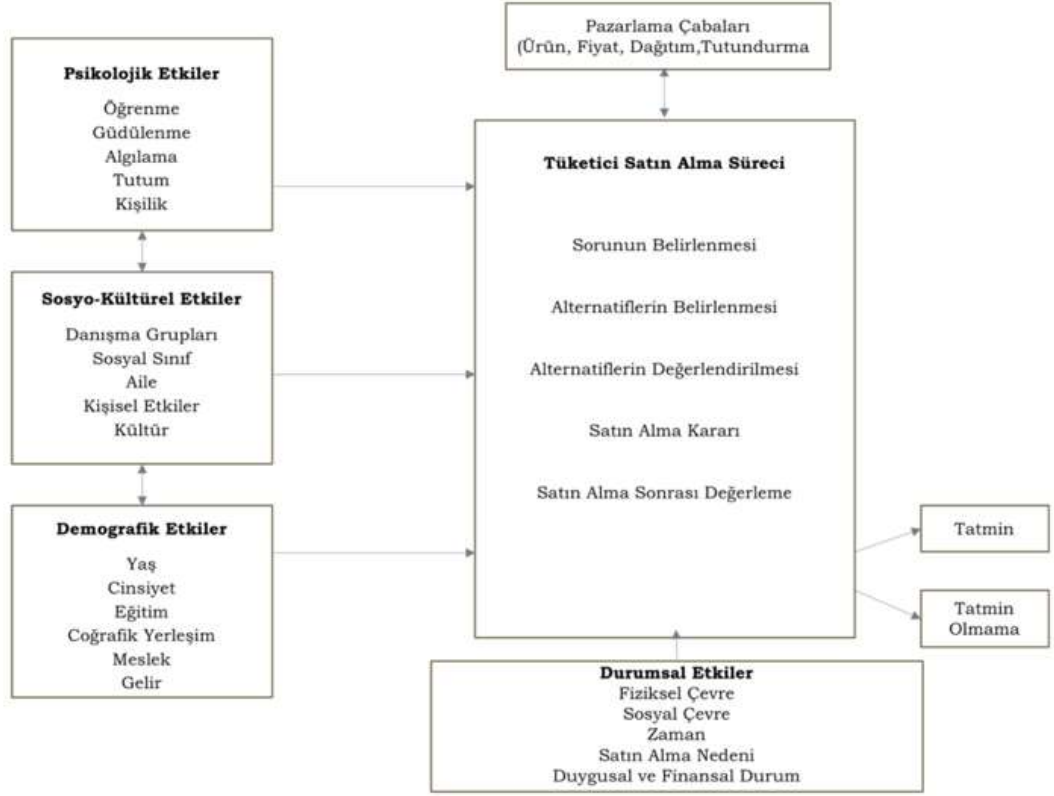 Pazarlama Çabaları
(Ürün, Fiyat, Dağıtım,Tutundurma
Psikolojik Etkiler
Öğrenme
Güdülenme
Algılama
Tutum
Kişilik
Sosyo-Kültürel Etkiler
Danışma Grupları
Sosyal Sınıf
Aile
Kişisel Etkiler
Kültür
Demografik Etkiler
Yaş
Cinsiyet
Eğitim
Coğrafik Yerleşim
Meslek
Gelir
Tüketici Satın Alma Süreci
Sorunun Belirlenmesi
Alternatiflerin Belirlenmesi
Alternatiflerin Değerlendirilmesi
Satın Alma Kararı
Satın Alma Sonrası Değerleme
Tatmin
Tatmin
Olmama
Durumsal Etkiler
Fiziksel Çevre
Sosyal Çevre
Zaman
Satın Alma Nedeni
Duygusal ve Finansal Durum